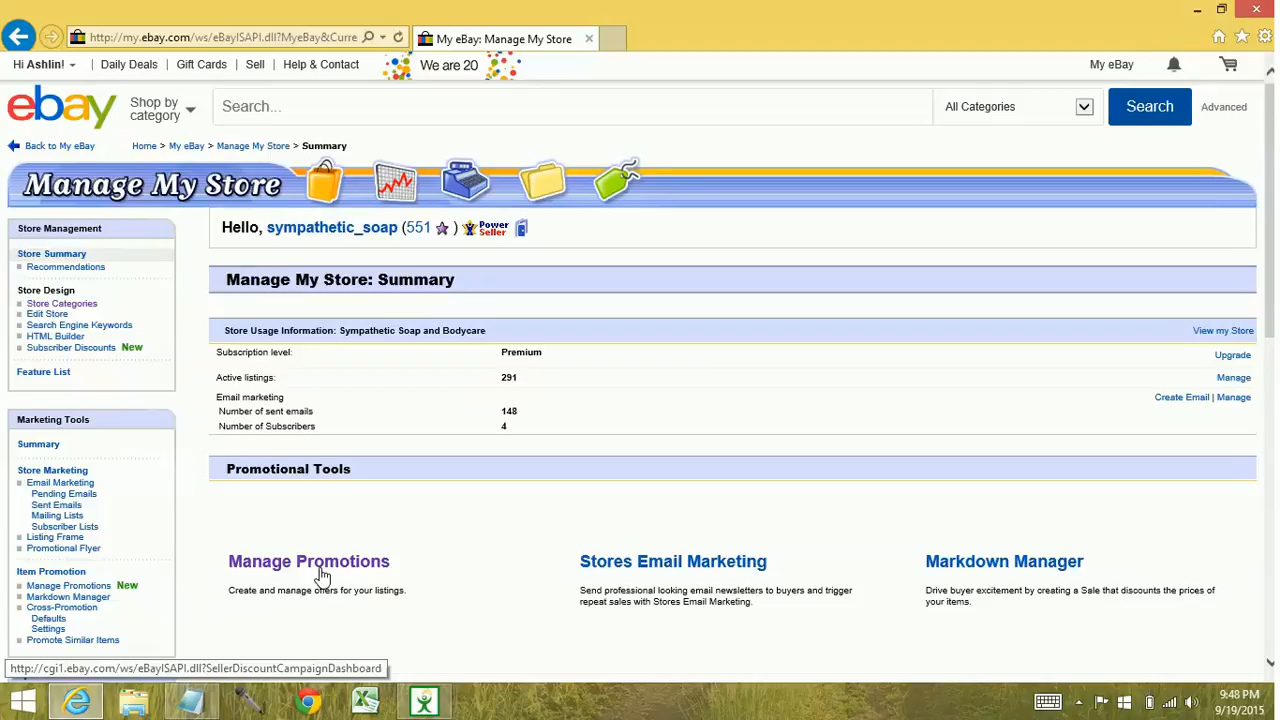 http://my.ebay.com/ws/eBayISAPI.dll?MyeBay&Curre
My eBay: Manage My Store
Hi Ashlin!
Daily Deals
Gift Cards
Sell
Help & Contact
We are 20
My eBay
ebay
Shop by category
Search...
All Categories
Search
Advanced
Back to My eBay
Home > My eBay > Manage My Store > Summary
Manage My Store
Store Management
Store Summary
Recommendations
Store Design
Store Categories
Edit Store
Search Engine Keywords
HTML Builder
Subscriber Discounts New
Feature List
Marketing Tools
Summary
Store Marketing
Email Marketing
Pending Emails
Sent Emails
Mailing Lists
Subscriber Lists
Listing Frame
Promotional Flyer
Item Promotion
Manage Promotions New
Markdown Manager
Cross-Promotion
Defaults
Settings
Promote Similar Items
Hello, sympathetic_soap (551 ) Power Seller
Manage My Store: Summary
Store Usage Information: Sympathetic Soap and Bodycare
View my Store
Subscription level: Premium
Upgrade
Active listings: 291
Manage
Email marketing
Create Email | Manage
Number of sent emails 148
Number of Subscribers 4
Promotional Tools
Manage Promotions
Create and manage offers for your listings.
Stores Email Marketing
Send professional looking email newsletters to buyers and trigger
repeat sales with Stores Email Marketing.
Markdown Manager
Drive buyer excitement by creating a Sale that discounts the prices of
your items.
http://cgi1.ebay.com/ws/eBayISAPI.dll?SellerDiscountCampaignDashboard
9:48 PM
9/19/2015